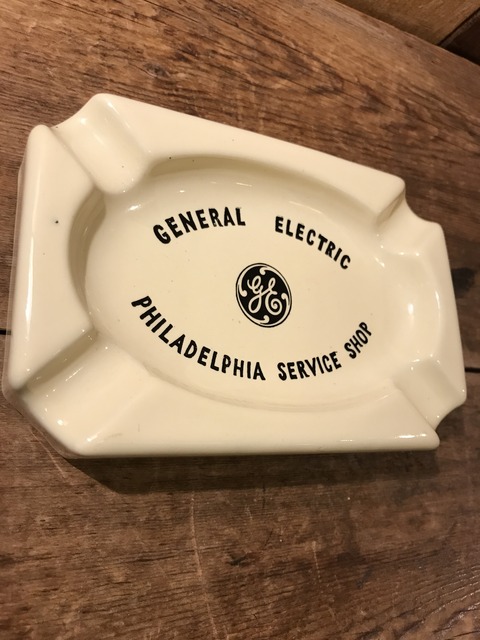 GENERAL ELECTRIC
GE
PHILADELPHIA SERVICE SHOP